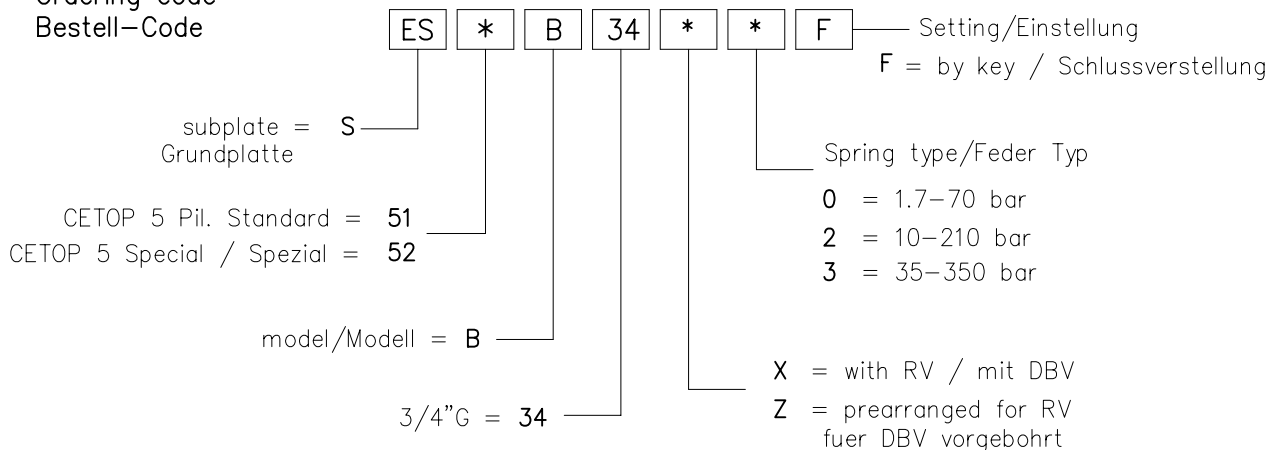 Ordering code
Bestell-Code
ES * B 34 * * F
Setting/Einstellung
F = by key / Schlussverstellung
subplate = S
Grundplatte
Spring type/Feder Typ
0 = 1.7-70 bar
2 = 10-210 bar
3 = 35-350 bar
CETOP 5 Pil. Standard = 51
CETOP 5 Special / Spezial = 52
model/Modell = B
X = with RV / mit DBV
Z = prearranged for RV
fuer DBV vorgebohrt
3/4"G = 34